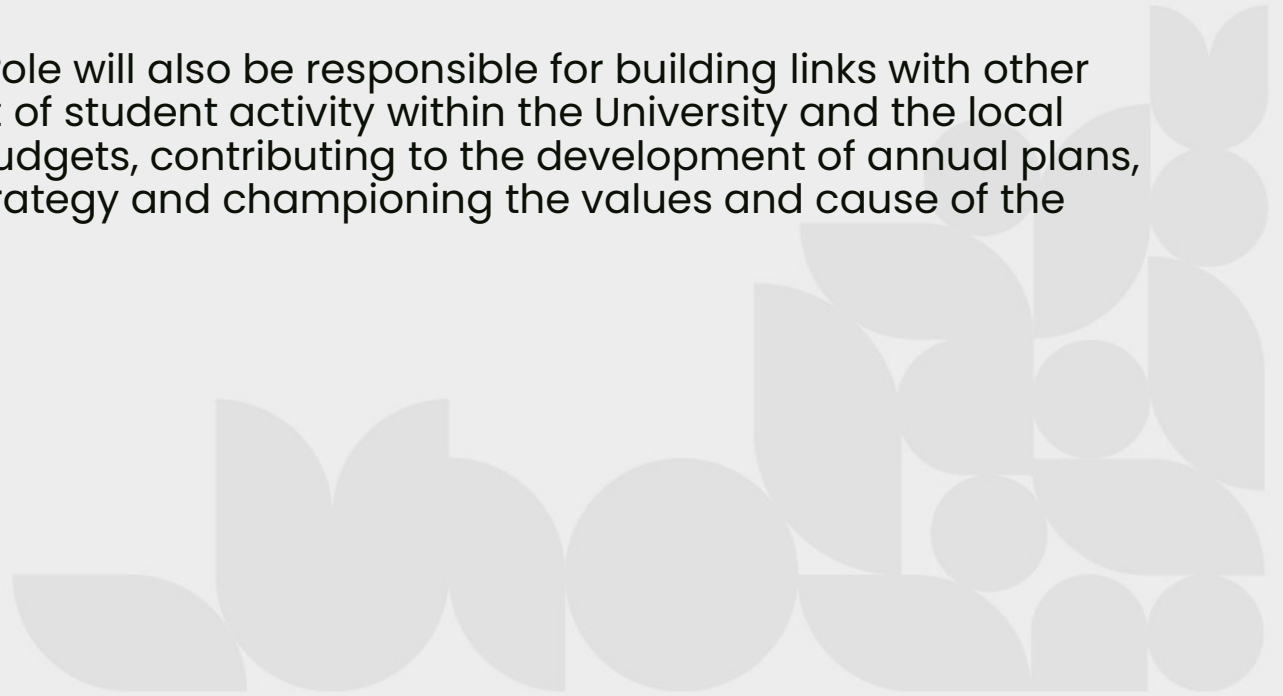 ole will also be responsible for building links with other
of student activity within the University and the local
udgets, contributing to the development of annual plans,
rategy and championing the values and cause of the